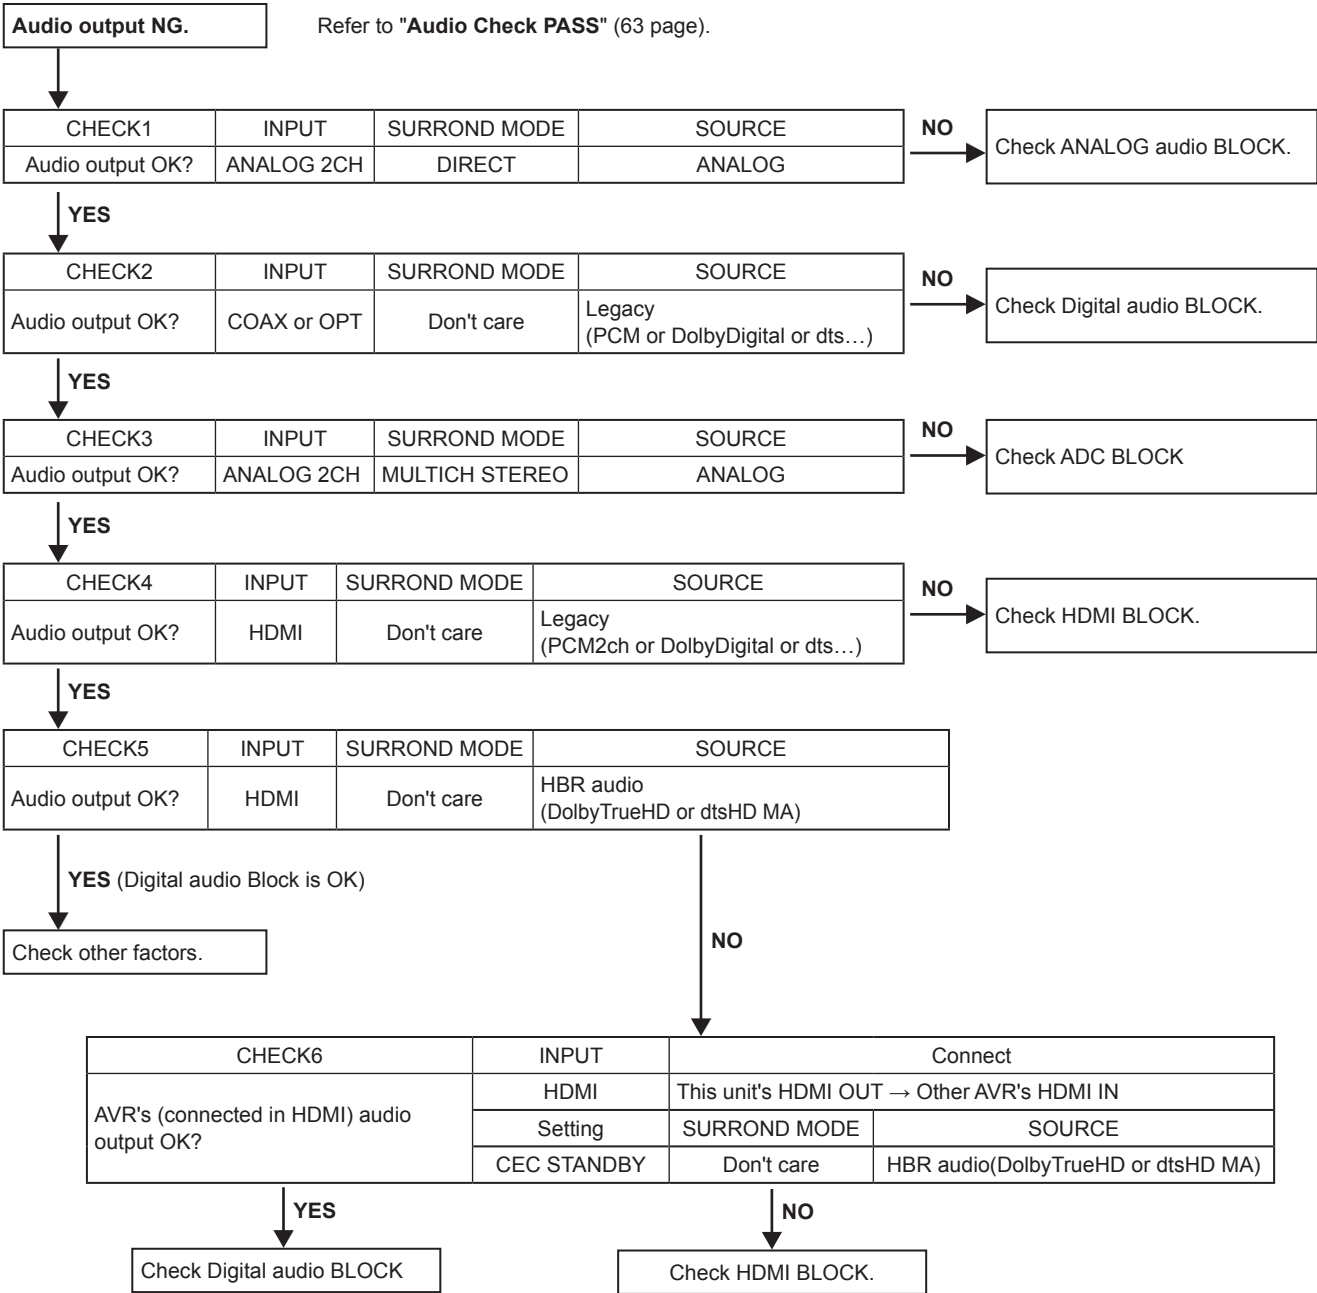 Audio output NG.
Refer to "Audio Check PASS" (63 page).
CHECK1 INPUT SURROND MODE SOURCE
Audio output OK? ANALOG 2CH DIRECT ANALOG
NO
Check ANALOG audio BLOCK.
YES
CHECK2 INPUT SURROND MODE SOURCE
Audio output OK? COAX or OPT Don't care Legacy
(PCM or DolbyDigital or dts…)
NO
Check Digital audio BLOCK.
YES
CHECK3 INPUT SURROND MODE SOURCE
Audio output OK? ANALOG 2CH MULTICH STEREO ANALOG
NO
Check ADC BLOCK
YES
CHECK4 INPUT SURROND MODE SOURCE
Audio output OK? HDMI Don't care Legacy
(PCM2ch or DolbyDigital or dts…)
NO
Check HDMI BLOCK.
YES
CHECK5 INPUT SURROND MODE SOURCE
Audio output OK? HDMI Don't care HBR audio
(DolbyTrueHD or dtsHD MA)
YES (Digital audio Block is OK)
Check other factors.
NO
CHECK6 INPUT Connect
HDMI This unit's HDMI OUT → Other AVR's HDMI IN
AVR's (connected in HDMI) audio
output OK?
Setting SURROND MODE SOURCE
CEC STANDBY Don't care HBR audio(DolbyTrueHD or dtsHD MA)
YES
NO
Check Digital audio BLOCK
Check HDMI BLOCK.